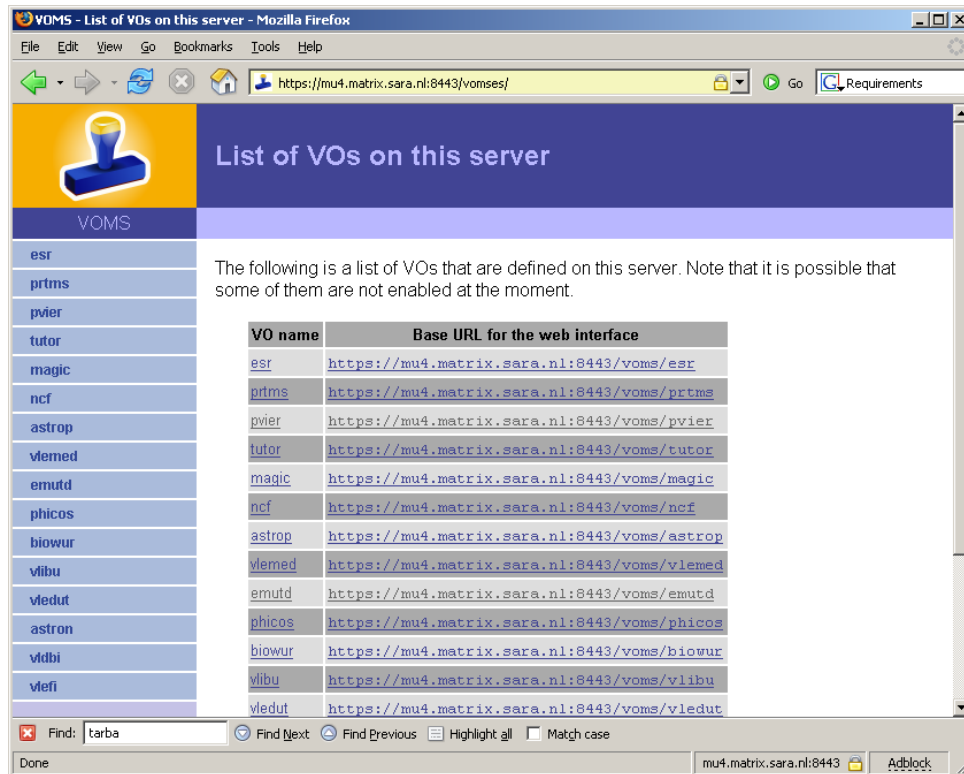 VOMS - List of VOs on this server - Mozilla Firefox
File Edit View Go Bookmarks Tools Help
https://mu4.matrix.sara.nl:8443/vomses/ Go G Requirements
List of VOs on this server
VOMS
esr
prtms
pvier
tutor
magic
ncf
astrop
vlemed
emutd
phicos
biowur
vlibu
vledut
astron
vldbi
vlefi
The following is a list of VOs that are defined on this server. Note that it is possible that
some of them are not enabled at the moment.
VO name Base URL for the web interface
esr https://mu4.matrix.sara.nl:8443/voms/esr
prtms https://mu4.matrix.sara.nl:8443/voms/prtms
pvier https://mu4.matrix.sara.nl:8443/voms/pvier
tutor https://mu4.matrix.sara.nl:8443/voms/tutor
magic https://mu4.matrix.sara.nl:8443/voms/magic
ncf https://mu4.matrix.sara.nl:8443/voms/ncf
astrop https://mu4.matrix.sara.nl:8443/voms/astrop
vlemed https://mu4.matrix.sara.nl:8443/voms/vlemed
emutd https://mu4.matrix.sara.nl:8443/voms/emutd
phicos https://mu4.matrix.sara.nl:8443/voms/phicos
biowur https://mu4.matrix.sara.nl:8443/voms/biowur
vlibu https://mu4.matrix.sara.nl:8443/voms/vlibu
vledut https://mu4.matrix.sara.nl:8443/voms/vledut
Find: tarba Find Next Find Previous Highlight all Match case
Done mu4.matrix.sara.nl:8443 Adblock